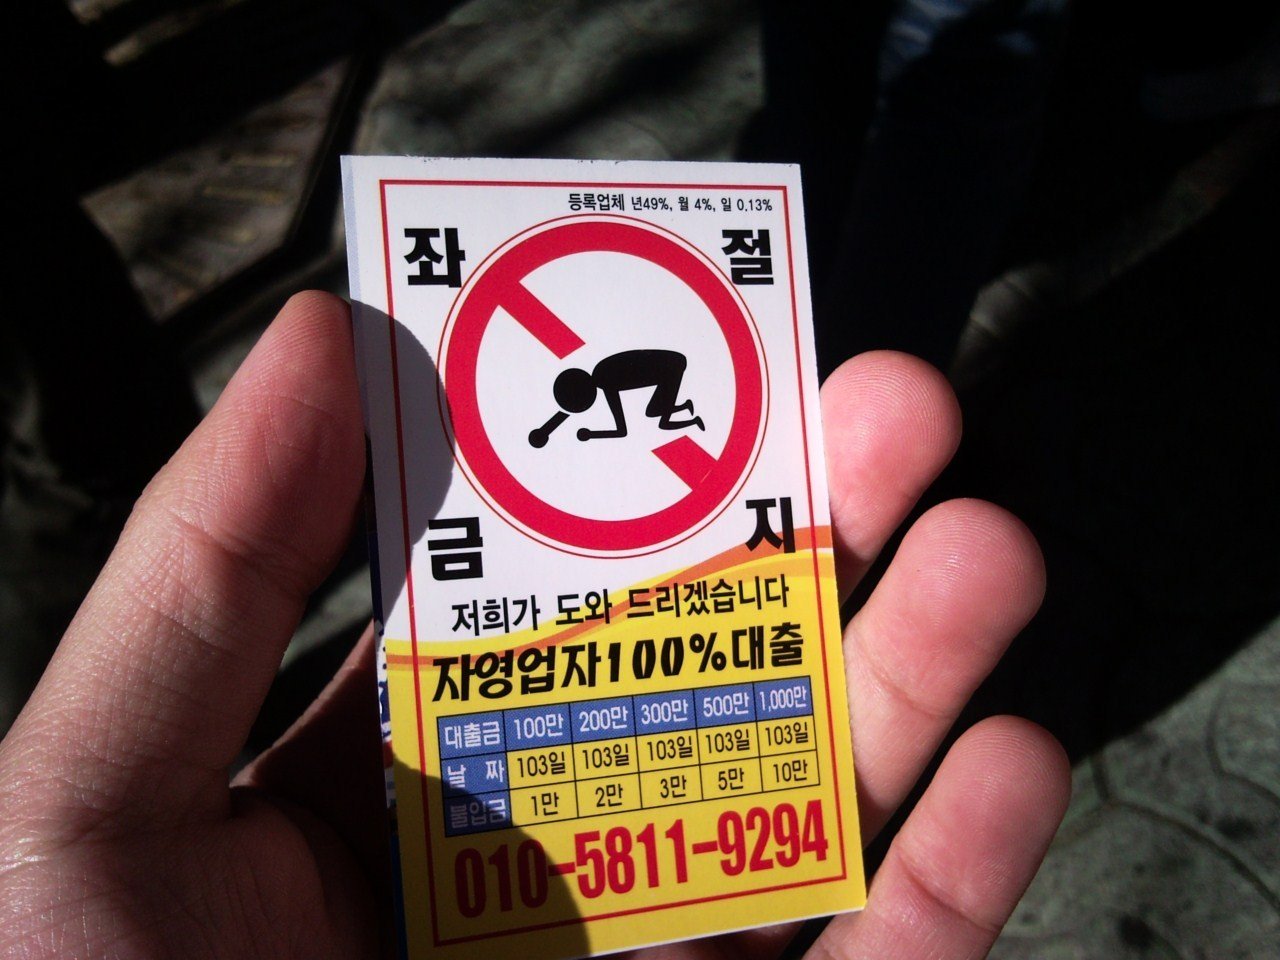 등록업체 년49%, 월 4%, 일 0.13%
좌 절
금 지
저희가 도와 드리겠습니다
자영업자100%대출
대출금 100만 200만 300만 500만 1,000만
날 짜 103일 103일 103일 103일 103일
불입금 1만 2만 3만 5만 10만
010-5811-9294